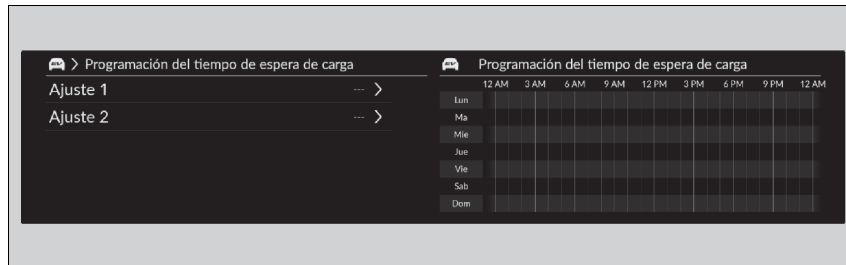 > Programación del tiempo de espera de carga
Ajuste 1 --- >
Ajuste 2 --- >
Programación del tiempo de espera de carga
12 AM 3 AM 6 AM 9 AM 12 PM 3 PM 6 PM 9 PM 12 AM
Lun
Ma
Mie
Jue
Vie
Sab
Dom